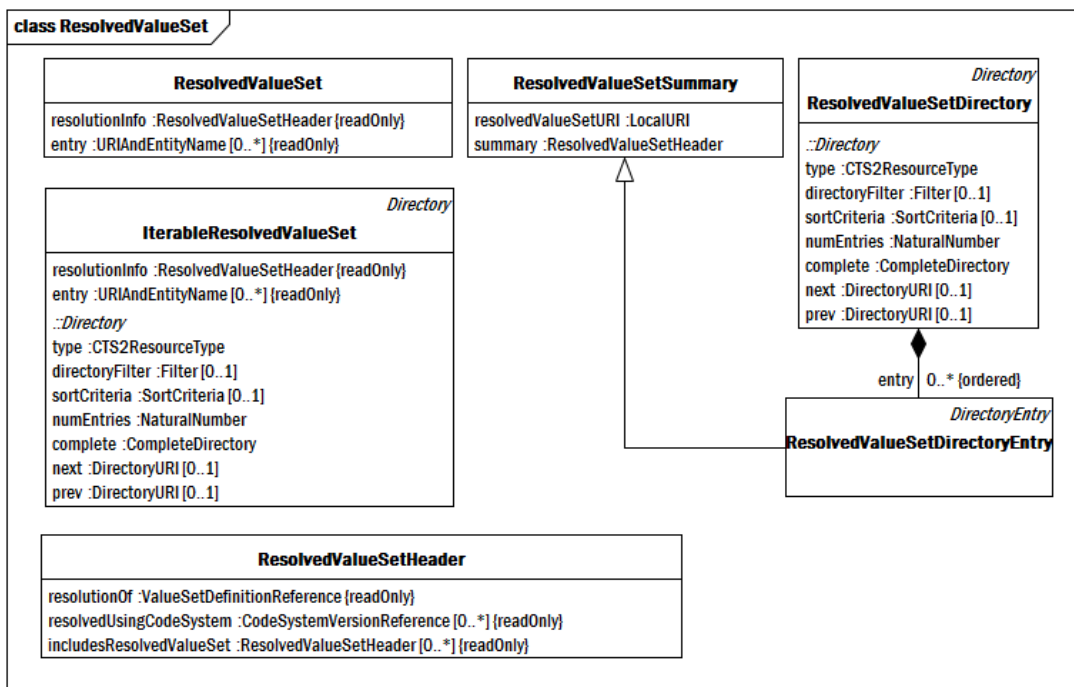 class ResolvedValueSet
ResolvedValueSet
resolutionInfo :ResolvedValueSetHeader {readOnly}
entry :URIAndEntityName [0..*] {readOnly}
ResolvedValueSetSummary
resolvedValueSetURI :LocalURI
summary :ResolvedValueSetHeader
Directory
ResolvedValueSetDirectory
::Directory
type :CTS2ResourceType
directoryFilter :Filter [0..1]
sortCriteria :SortCriteria [0..1]
numEntries :NaturalNumber
complete :CompleteDirectory
next :DirectoryURI [0..1]
prev :DirectoryURI [0..1]
Directory
IterableResolvedValueSet
resolutionInfo :ResolvedValueSetHeader {readOnly}
entry :URIAndEntityName [0..*] {readOnly}
::Directory
type :CTS2ResourceType
directoryFilter :Filter [0..1]
sortCriteria :SortCriteria [0..1]
numEntries :NaturalNumber
complete :CompleteDirectory
next :DirectoryURI [0..1]
prev :DirectoryURI [0..1]
entry 0..* {ordered}
DirectoryEntry
ResolvedValueSetDirectoryEntry
ResolvedValueSetHeader
resolutionOf :ValueSetDefinitionReference {readOnly}
resolvedUsingCodeSystem :CodeSystemVersionReference [0..*] {readOnly}
includesResolvedValueSet :ResolvedValueSetHeader [0..*] {readOnly}